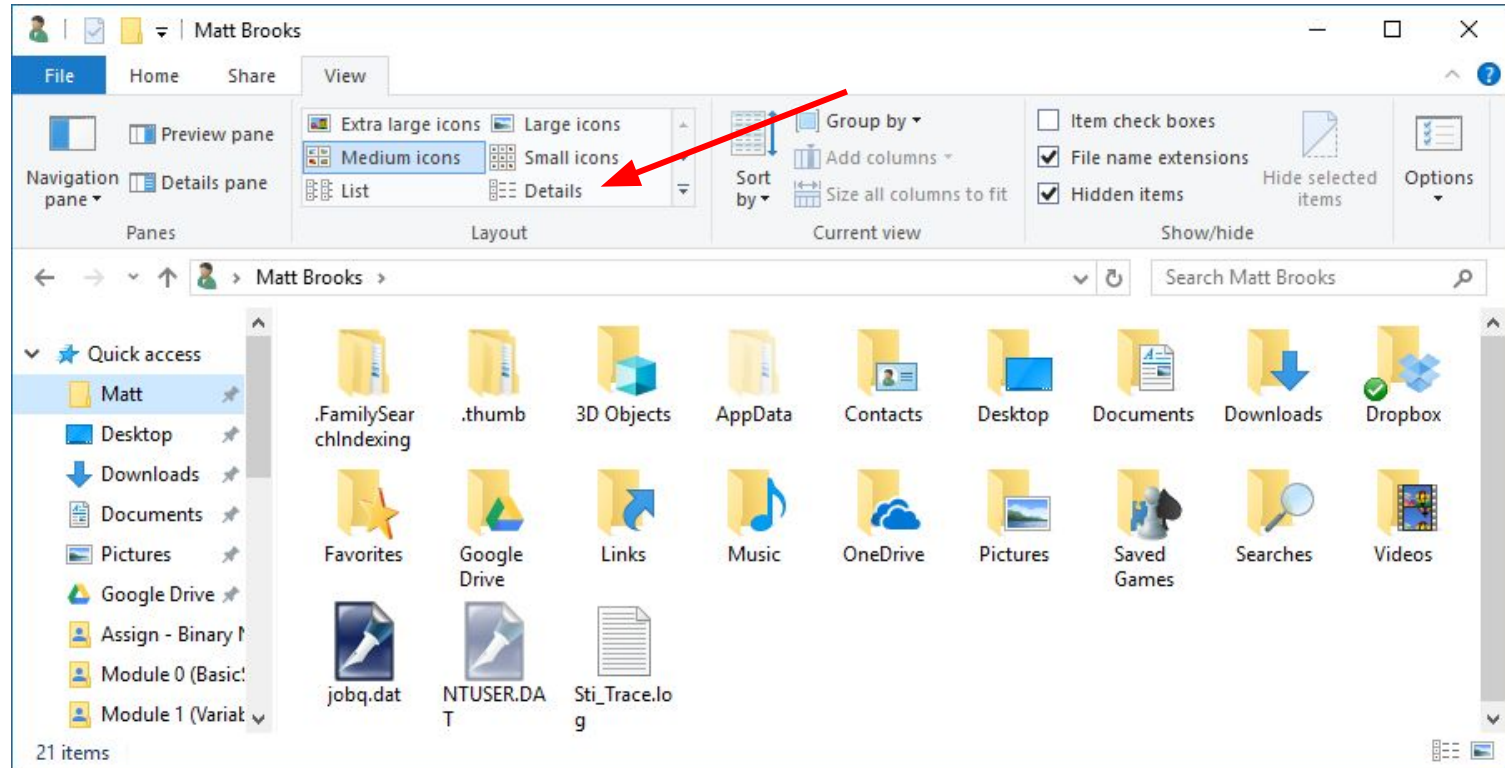 Matt Brooks
File Home Share View
Navigation pane
Preview pane
Details pane
Panes
Extra large icons Large icons
Medium icons Small icons
List Details
Layout
Sort by
Group by
Add columns
Size all columns to fit
Current view
Item check boxes
File name extensions
Hidden items
Hide selected
items
Show/hide
Options
Matt Brooks
Search Matt Brooks
Quick access
Matt
Desktop
Downloads
Documents
Pictures
Google Drive
Assign - Binary
Module 0 (Basic
Module 1 (Variab
.FamilySear
chIndexing
.thumb
3D Objects
AppData
Contacts
Desktop
Documents
Downloads
Dropbox
Favorites
Google
Drive
Links
Music
OneDrive
Pictures
Saved
Games
Searches
Videos
jobq.dat
NTUSER.DA
T
Sti_Trace.lo
g
21 items